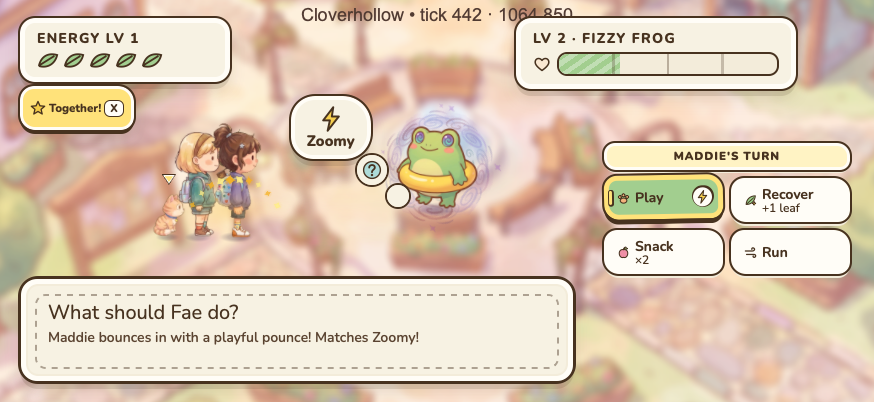 Cloverhollow • tick 442 · 1064,850
ENERGY LV 1
LV 2 · FIZZY FROG
Together! X
Zoomy
?
MADDIE'S TURN
Play
Recover
+1 leaf
Snack
×2
Run
What should Fae do?
Maddie bounces in with a playful pounce! Matches Zoomy!